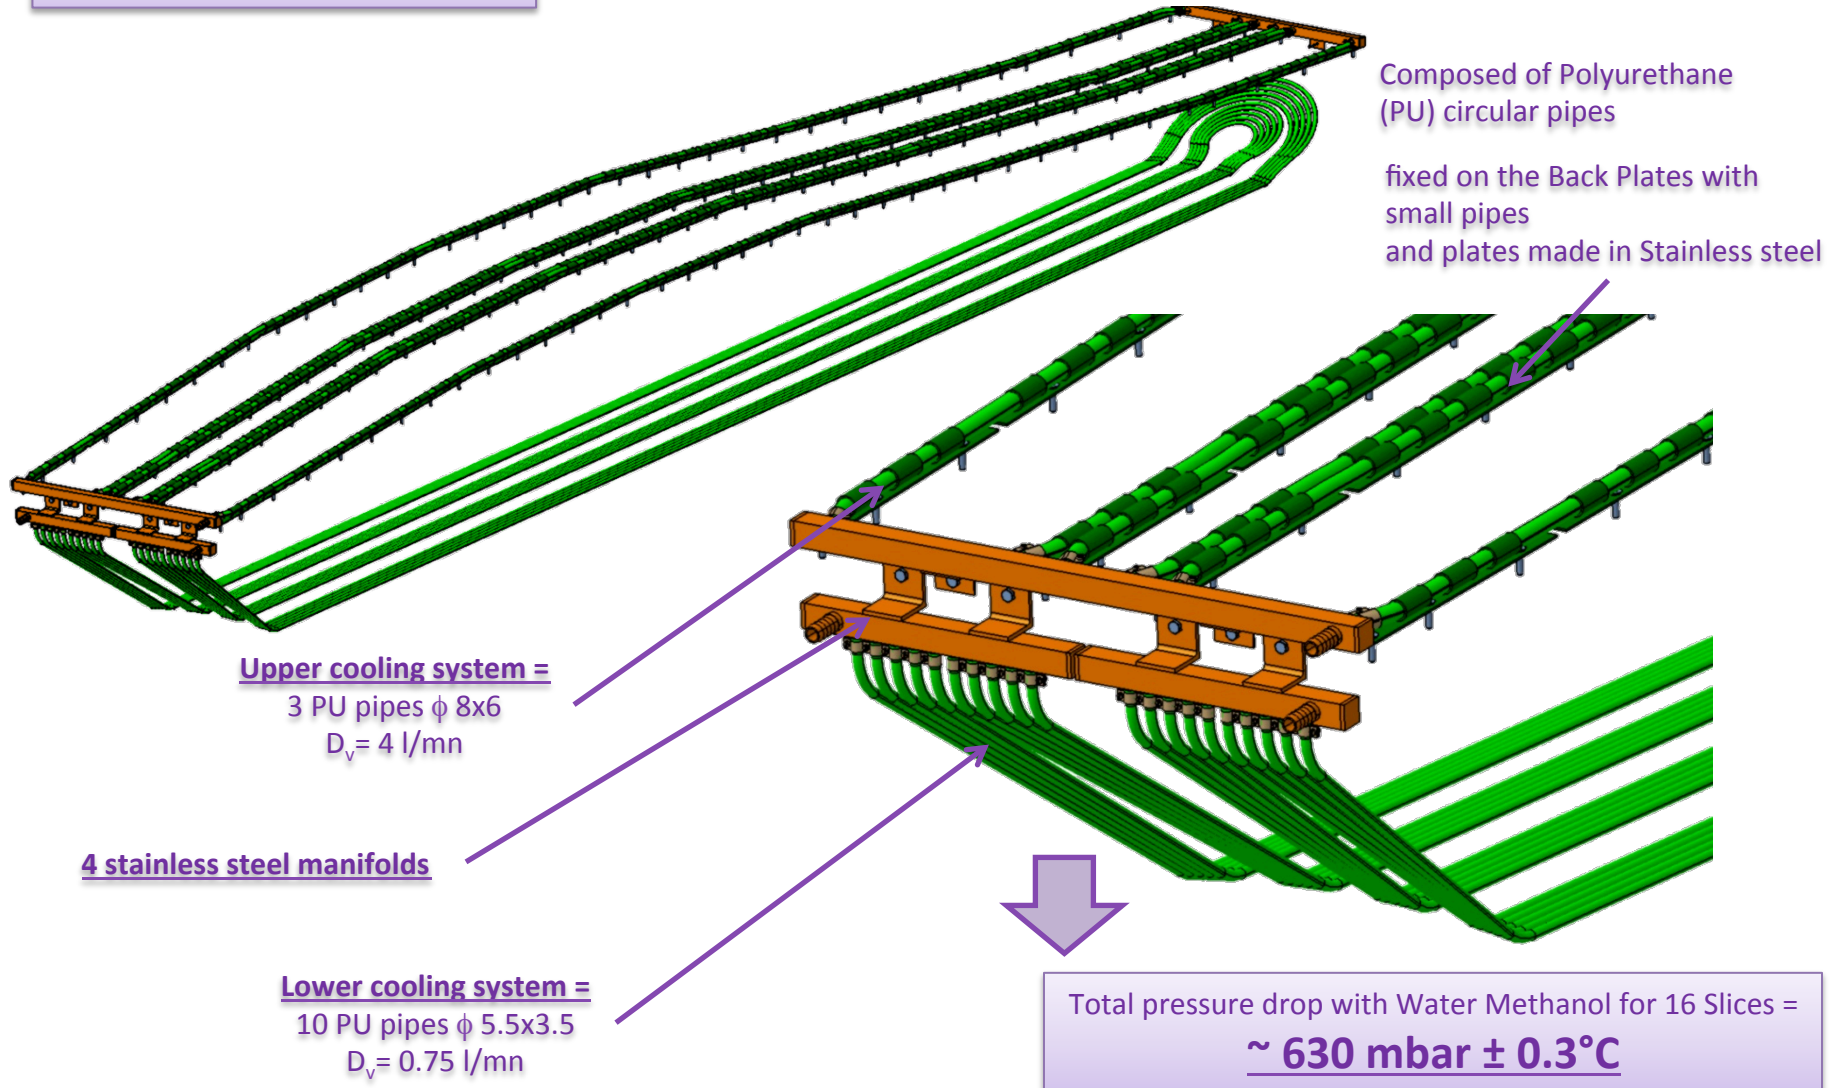 Composed of Polyurethane
(PU) circular pipes
fixed on the Back Plates with
small pipes
and plates made in Stainless steel
Upper cooling system =
3 PU pipes ϕ 8x6
Dv= 4 l/mn
4 stainless steel manifolds
Lower cooling system =
10 PU pipes ϕ 5.5x3.5
Dv= 0.75 l/mn
Total pressure drop with Water Methanol for 16 Slices =
~ 630 mbar ± 0.3°C